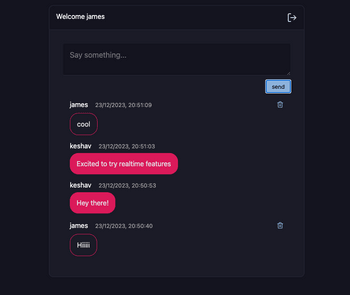 Welcome james
Say something...
send
james 23/12/2023, 20:51:09
cool
keshav 23/12/2023, 20:51:03
Excited to try realtime features
keshav 23/12/2023, 20:50:53
Hey there!
james 23/12/2023, 20:50:40
Hiiiii